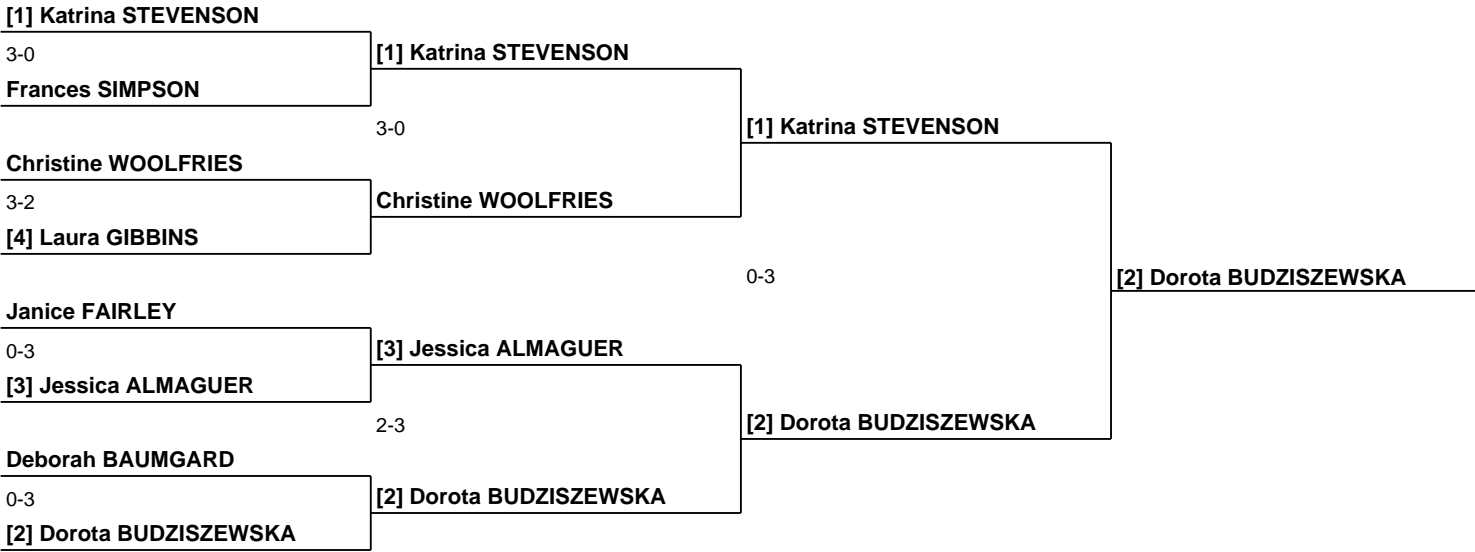 [1] Katrina STEVENSON
3-0
Frances SIMPSON
Christine WOOLFRIES
3-2
[4] Laura GIBBINS
Janice FAIRLEY
0-3
[3] Jessica ALMAGUER
Deborah BAUMGARD
0-3
[2] Dorota BUDZISZEWSKA
[1] Katrina STEVENSON
3-0
Christine WOOLFRIES
[3] Jessica ALMAGUER
2-3
[2] Dorota BUDZISZEWSKA
[1] Katrina STEVENSON
0-3
[2] Dorota BUDZISZEWSKA
[2] Dorota BUDZISZEWSKA